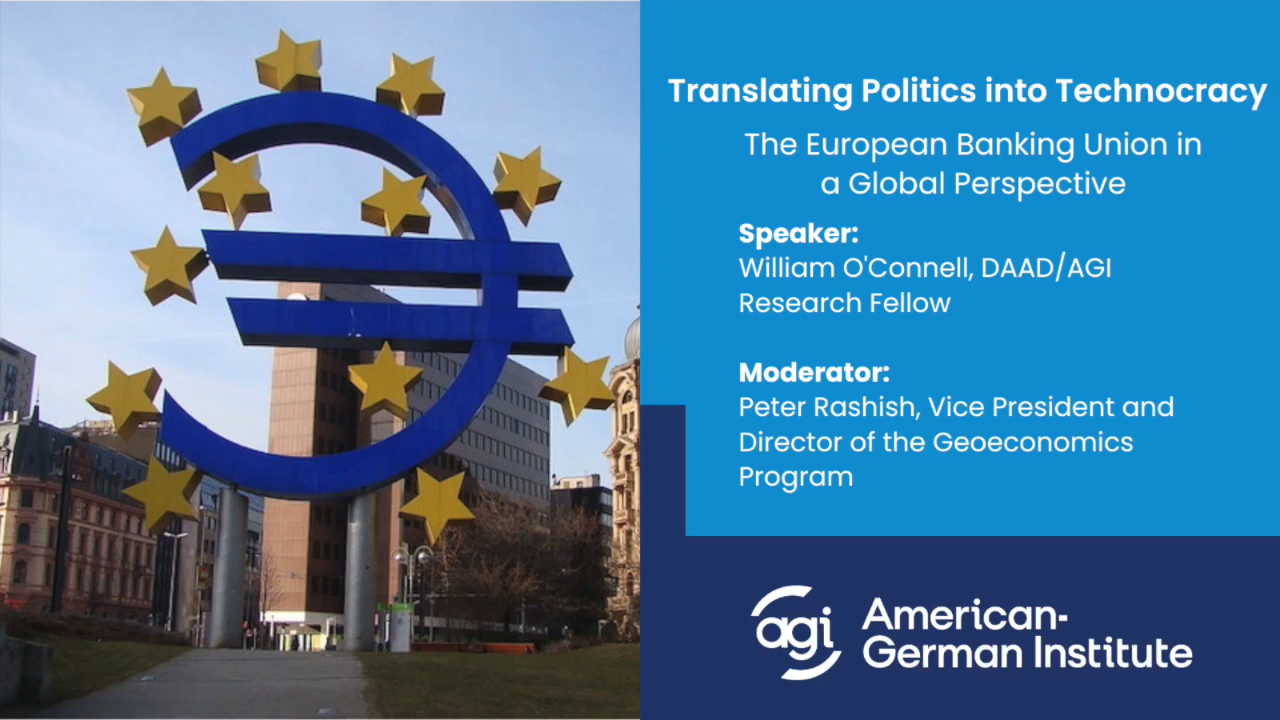 Translating Politics into Technocracy
The European Banking Union in
a Global Perspective
Speaker:
William O'Connell, DAAD/AGI
Research Fellow
Moderator:
Peter Rashish, Vice President and
Director of the Geoeconomics
Program
agi
American-
German Institute